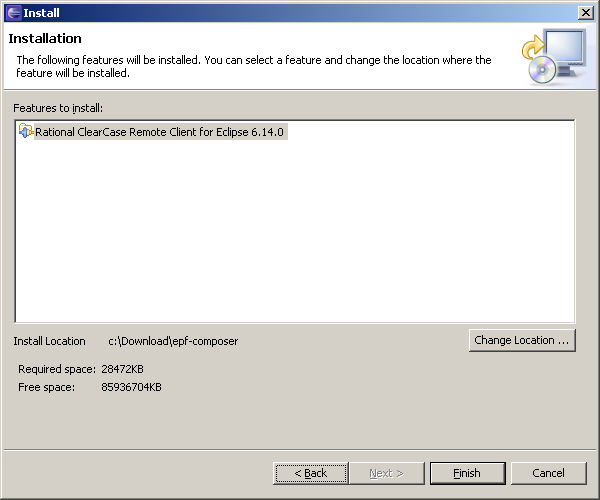 Install
Installation
The following features will be installed. You can select a feature and change the location where the
feature will be installed.
Features to install:
Rational ClearCase Remote Client for Eclipse 6.14.0
Install Location c:\Download\epf-composer
Change Location ...
Required space: 28472KB
Free space: 85936704KB
< Back
Next >
Finish
Cancel